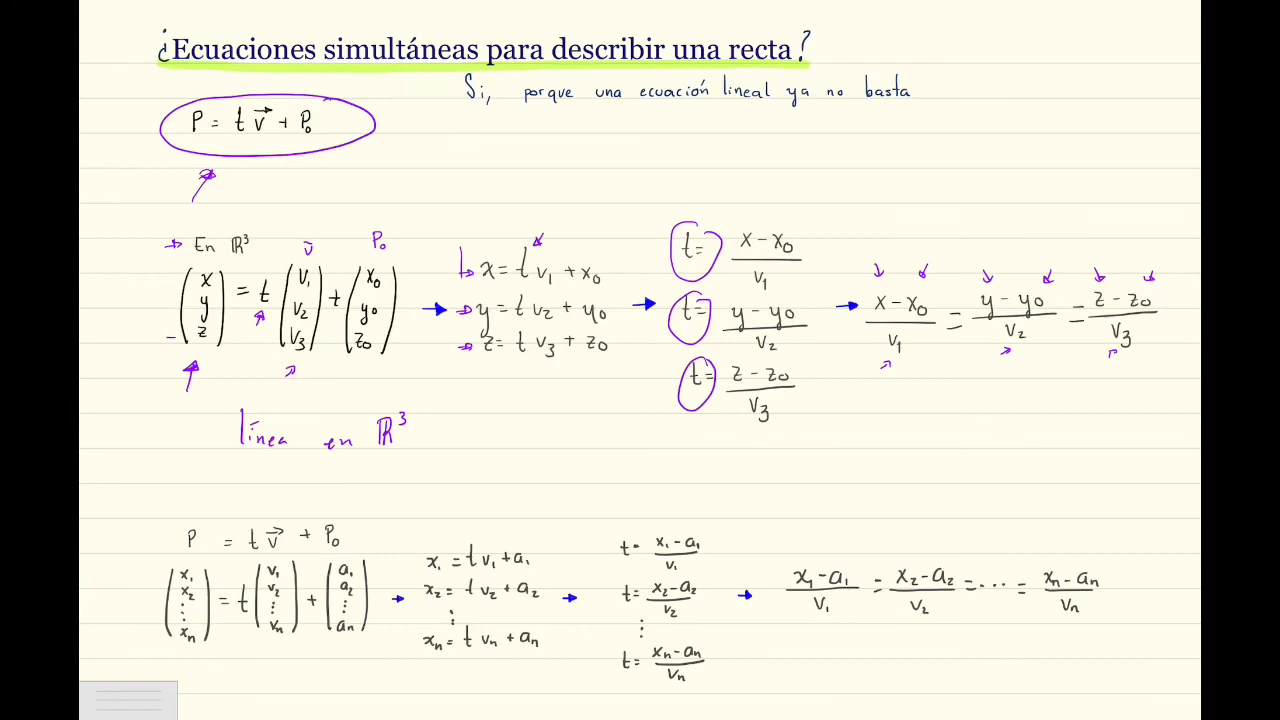 ¿Ecuaciones simultáneas para describir una recta?
Si, porque una ecuación lineal ya no basta
P = t v⃗ + P₀
→ En ℝ³
v⃗ P₀
(x y z) = t (v₁ v₂ v₃) + (x₀ y₀ z₀)
→ x = t v₁ + x₀
y = t v₂ + y₀
z = t v₃ + z₀
→ t = (x - x₀)/v₁
t = (y - y₀)/v₂
t = (z - z₀)/v₃
→ (x - x₀)/v₁ = (y - y₀)/v₂ = (z - z₀)/v₃
línea en ℝ³
P = t v⃗ + P₀
(x₁ x₂ ⋮ xₙ) = t (v₁ v₂ ⋮ vₙ) + (a₁ a₂ ⋮ aₙ)
→ x₁ = t v₁ + a₁
x₂ = t v₂ + a₂
⋮
xₙ = t vₙ + aₙ
→ t = (x₁ - a₁)/v₁
t = (x₂ - a₂)/v₂
⋮
t = (xₙ - aₙ)/vₙ
→ (x₁ - a₁)/v₁ = (x₂ - a₂)/v₂ = ... = (xₙ - aₙ)/vₙ